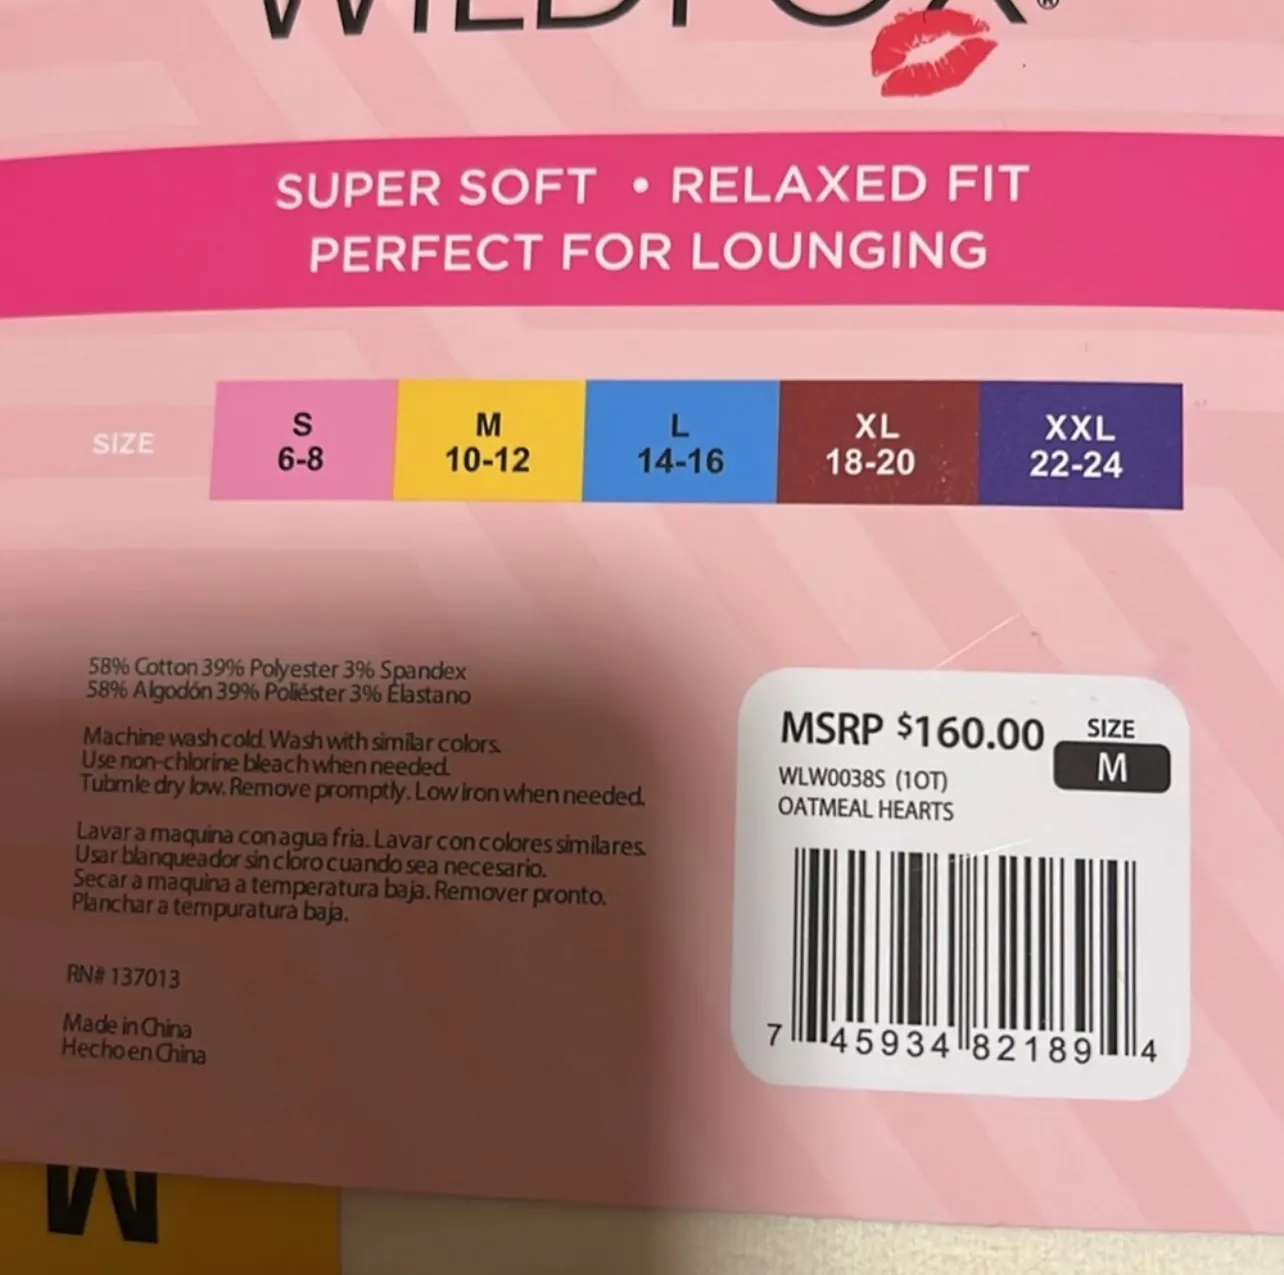 WILDFOX®
SUPER SOFT • RELAXED FIT
PERFECT FOR LOUNGING
SIZE
S
6-8
M
10-12
L
14-16
XL
18-20
XXL
22-24
58% Cotton 39% Polyester 3% Spandex
58% Algodón 39% Poliéster 3% Elastano
Machine wash cold. Wash with similar colors.
Use non-chlorine bleach when needed.
Tubmle dry low. Remove promptly. Low iron when needed.
Lavar a maquina con agua fria. Lavar con colores similares.
Usar blanqueador sin cloro cuando sea necesario.
Secar a maquina a temperatura baja. Remover pronto.
Planchar a tempuratura baja.
RN# 137013
Made in China
Hecho en China
MSRP $160.00
SIZE
M
WLW0038S (1OT)
OATMEAL HEARTS
7 45934 82189 4
M